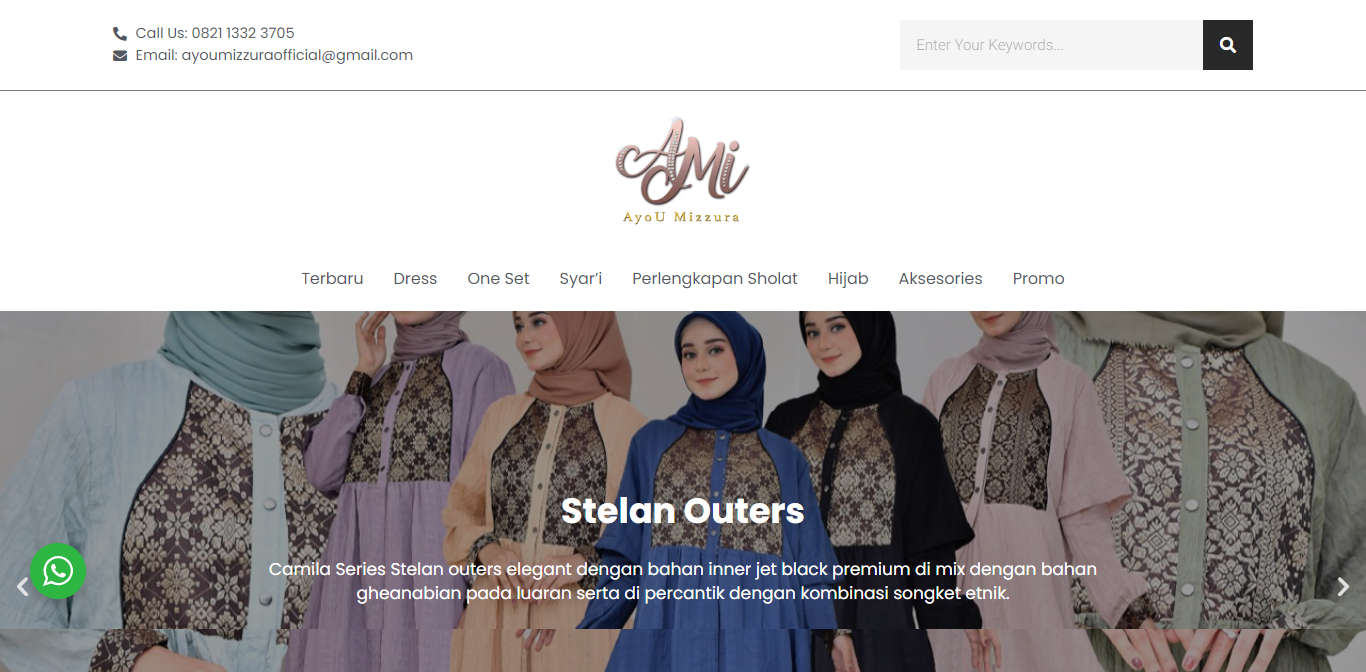 Call Us: 0821 1332 3705
Email: ayoumizzuraofficial@gmail.com
Enter Your Keywords...
AMi
AyoU Mizzura
Terbaru Dress One Set Syar’i Perlengkapan Sholat Hijab Aksesories Promo
Stelan Outers
Camila Series Stelan outers elegant dengan bahan inner jet black premium di mix dengan bahan
gheanabian pada luaran serta di percantik dengan kombinasi songket etnik.